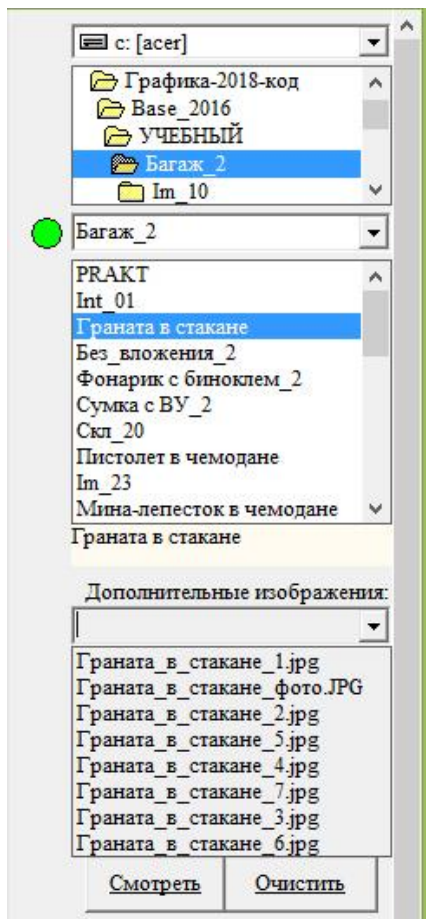 c: [acer]
Графика-2018-код
Base_2016
УЧЕБНЫЙ
Багаж_2
Im_10
Багаж_2
PRAKT
Int_01
Граната в стакане
Без_вложения_2
Фонарик с биноклем_2
Сумка с ВУ_2
Скл_20
Пистолет в чемодане
Im_23
Мина-лепесток в чемодане
Граната в стакане
Дополнительные изображения:
Граната_в_стакане_1.jpg
Граната_в_стакане_фото.JPG
Граната_в_стакане_2.jpg
Граната_в_стакане_5.jpg
Граната_в_стакане_4.jpg
Граната_в_стакане_7.jpg
Граната_в_стакане_3.jpg
Граната_в_стакане_6.jpg
Смотреть Очистить